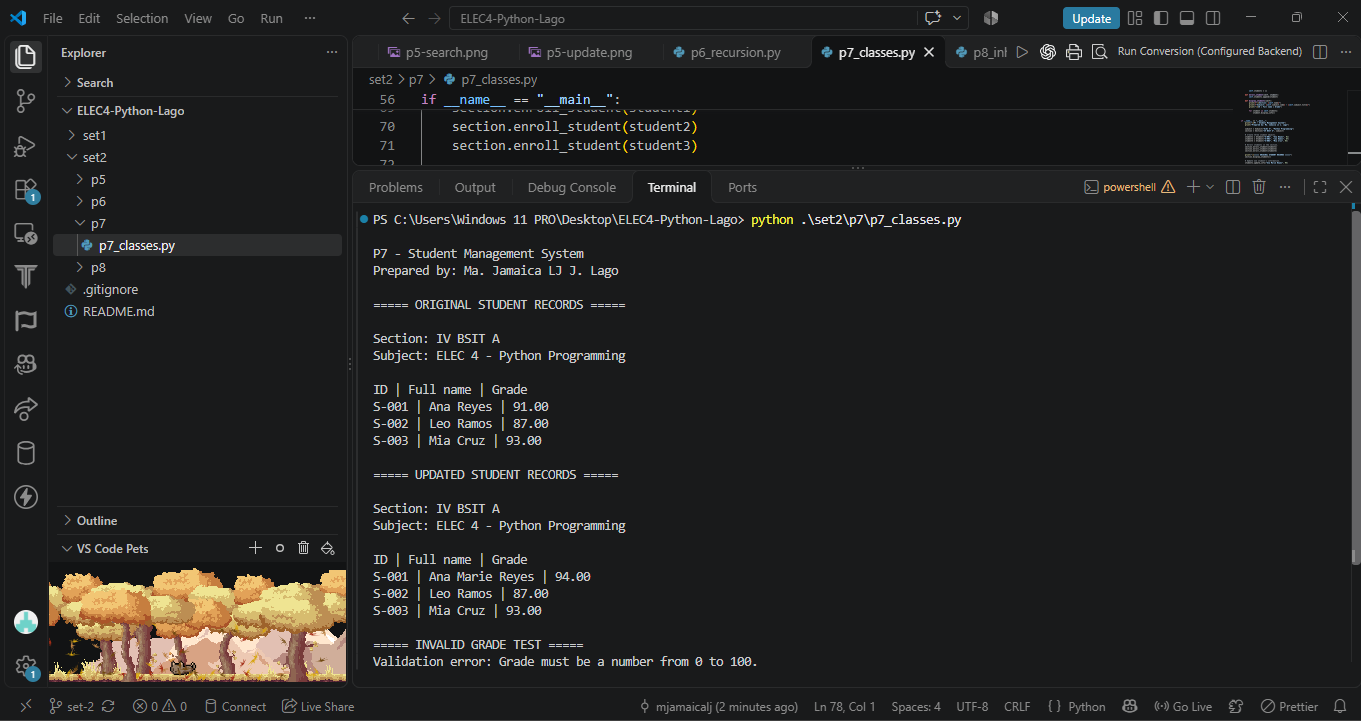 File Edit Selection View Go Run ··· ELEC4-Python-Lago Update
Explorer ···
Search
ELEC4-Python-Lago
set1
set2
p5
p6
p7
p7_classes.py
p8
.gitignore
README.md
Outline
VS Code Pets
1
1
p5-search.png p5-update.png p6_recursion.py p7_classes.py p8_inl Run Conversion (Configured Backend) ···
set2 > p7 > p7_classes.py
56 if __name__ == "__main__":
70 section.enroll_student(student2)
71 section.enroll_student(student3)
72
Problems Output Debug Console Terminal Ports powershell ···
PS C:\Users\Windows 11 PRO\Desktop\ELEC4-Python-Lago> python .\set2\p7\p7_classes.py
P7 - Student Management System
Prepared by: Ma. Jamaica LJ J. Lago
===== ORIGINAL STUDENT RECORDS =====
Section: IV BSIT A
Subject: ELEC 4 - Python Programming
ID | Full name | Grade
S-001 | Ana Reyes | 91.00
S-002 | Leo Ramos | 87.00
S-003 | Mia Cruz | 93.00
===== UPDATED STUDENT RECORDS =====
Section: IV BSIT A
Subject: ELEC 4 - Python Programming
ID | Full name | Grade
S-001 | Ana Marie Reyes | 94.00
S-002 | Leo Ramos | 87.00
S-003 | Mia Cruz | 93.00
===== INVALID GRADE TEST =====
Validation error: Grade must be a number from 0 to 100.
set-2 0 0 Connect Live Share mjamaicalj (2 minutes ago) Ln 78, Col 1 Spaces: 4 UTF-8 CRLF { } Python Go Live Prettier